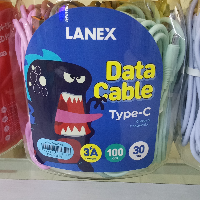 LANEX
Data
Cable
Type-C
3A
100
30